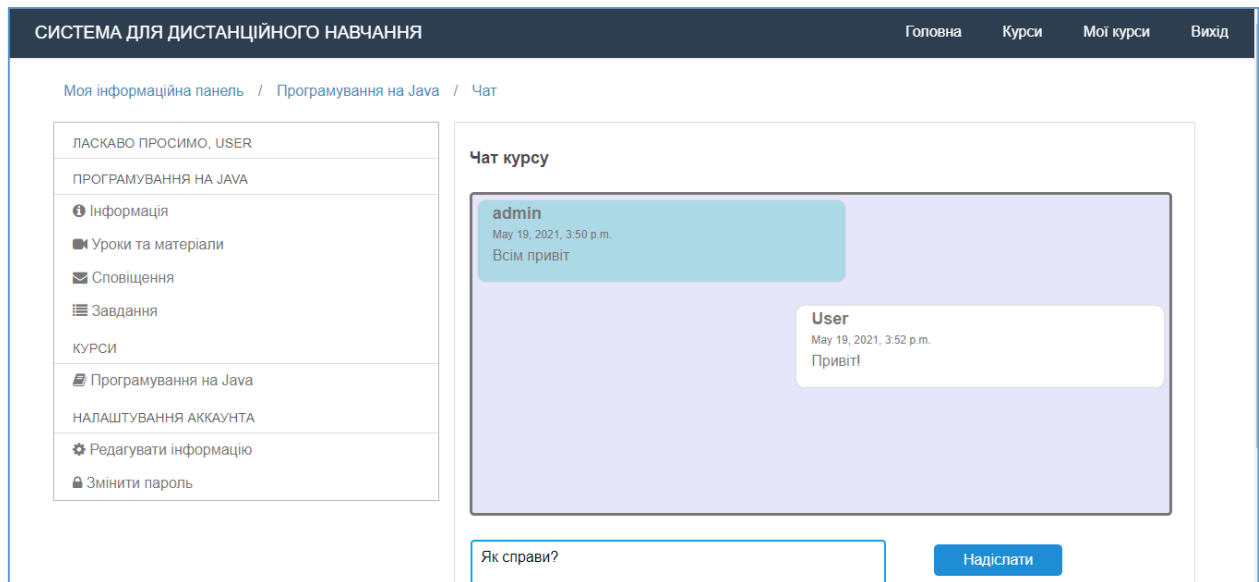 СИСТЕМА ДЛЯ ДИСТАНЦІЙНОГО НАВЧАННЯ Головна Курси Мої курси Вихід
Моя інформаційна панель / Програмування на Java / Чат
ЛАСКАВО ПРОСИМО, USER
ПРОГРАМУВАННЯ НА JAVA
Інформація
Уроки та матеріали
Сповіщення
Завдання
КУРСИ
Програмування на Java
НАЛАШТУВАННЯ АККАУНТА
Редагувати інформацію
Змінити пароль
Чат курсу
admin
May 19, 2021, 3:50 p.m.
Всім привіт
User
May 19, 2021, 3:52 p.m.
Привіт!
Як справи?
Надіслати